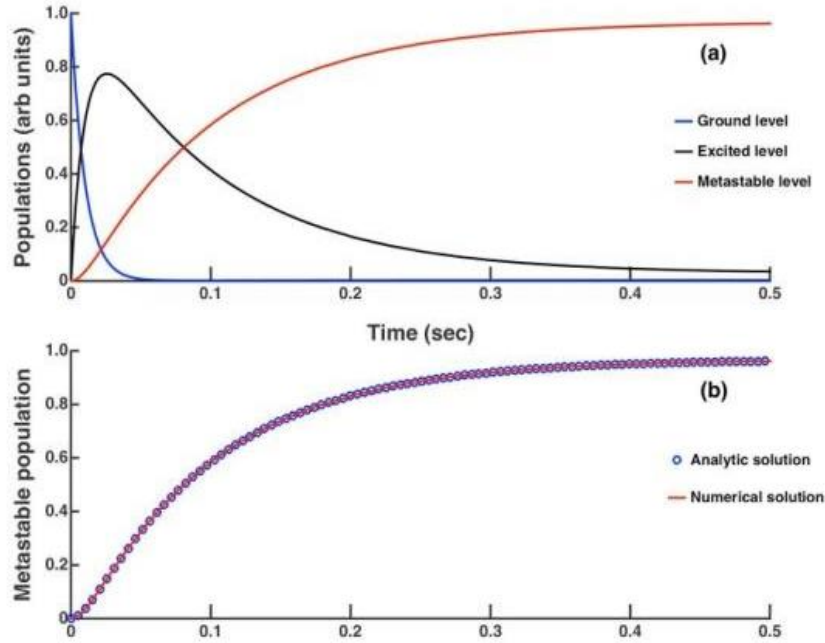 Populations (arb units)
1.0
0.8
0.6
0.4
0.2
0
(a)
Ground level
Excited level
Metastable level
0 0.1 0.2 0.3 0.4 0.5
Time (sec)
Metastable population
1.0
0.8
0.6
0.4
0.2
0
(b)
Analytic solution
Numerical solution
0 0.1 0.2 0.3 0.4 0.5